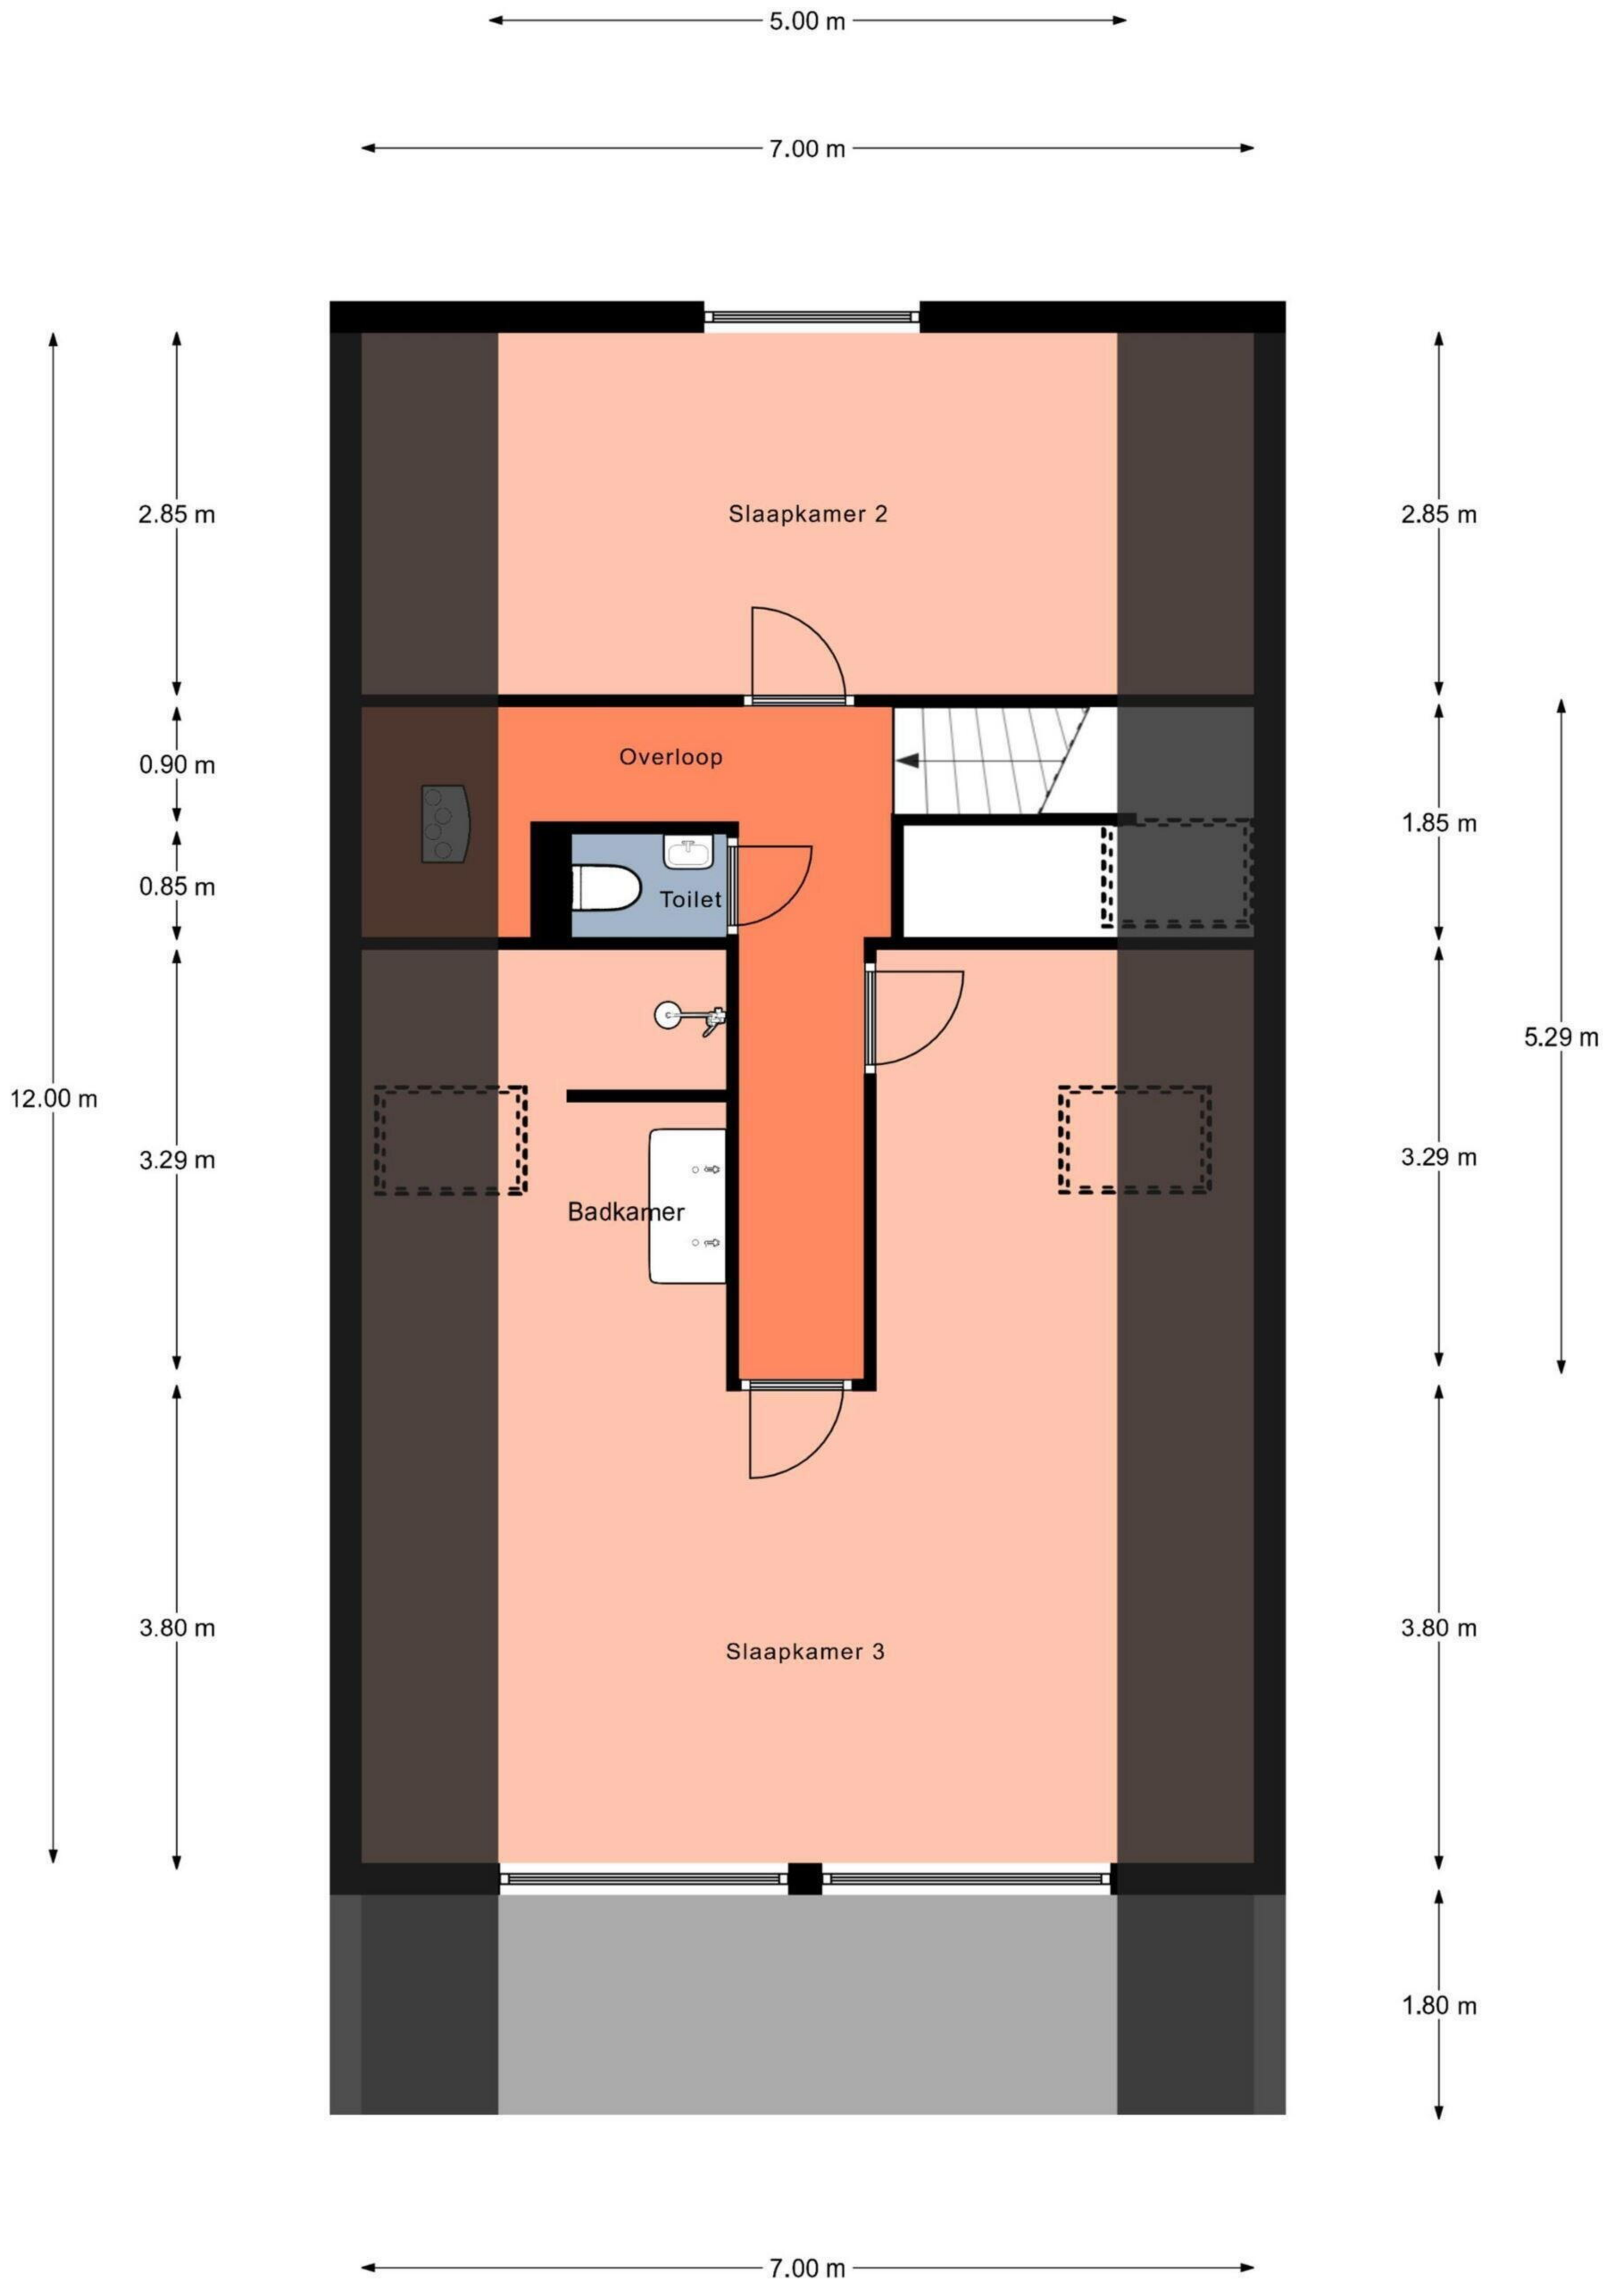 5.00 m
7.00 m
2.85 m
Slaapkamer 2
2.85 m
Overloop
0.90 m
1.85 m
0.85 m
Toilet
5.29 m
12.00 m
3.29 m
3.29 m
Badkamer
3.80 m
3.80 m
Slaapkamer 3
1.80 m
7.00 m